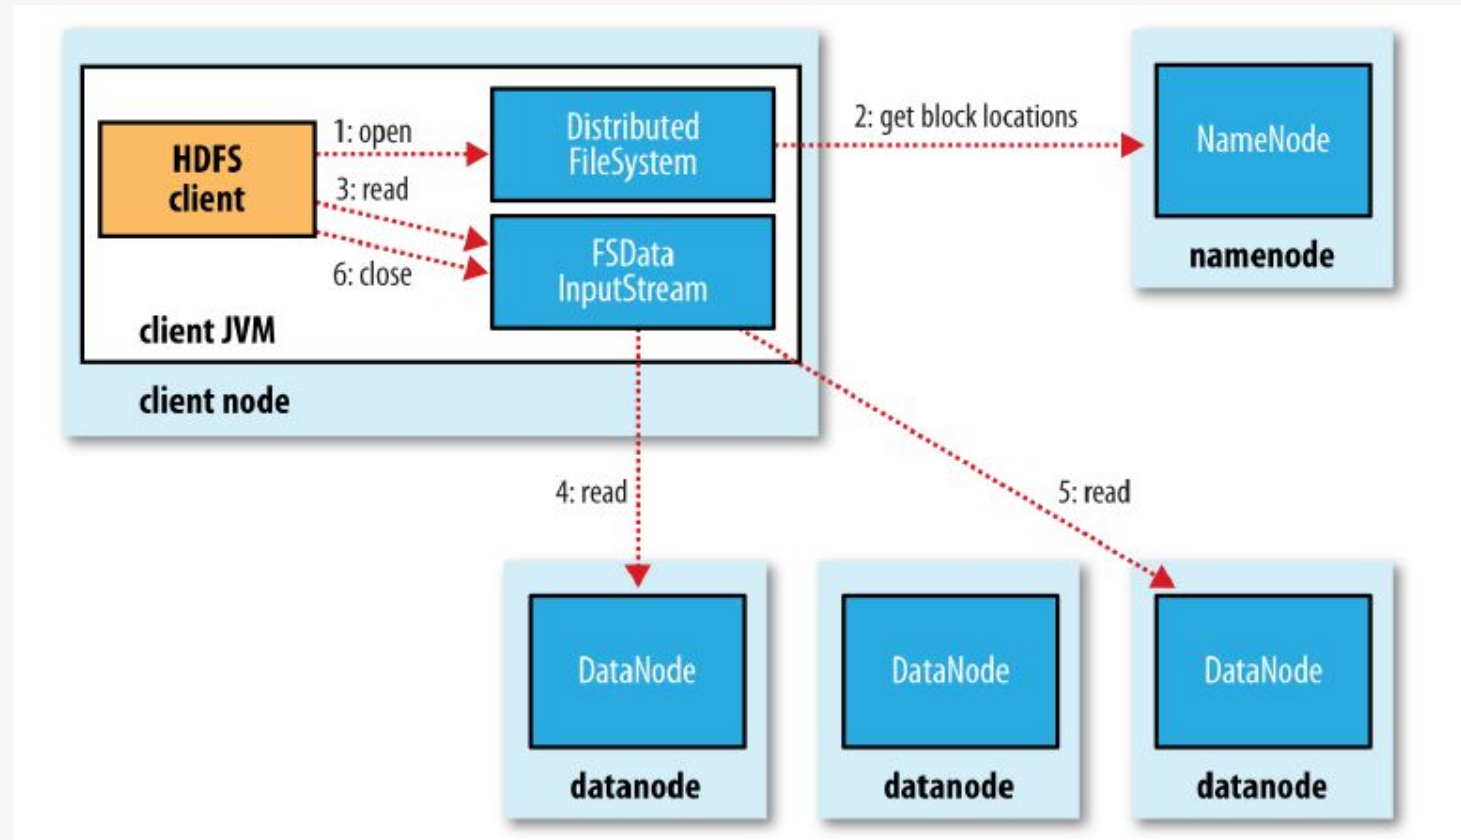 1: open
Distributed
FileSystem
2: get block locations
NameNode
HDFS
client
3: read
FSData
InputStream
6: close
namenode
client JVM
client node
4: read
5: read
DataNode
DataNode
DataNode
datanode
datanode
datanode